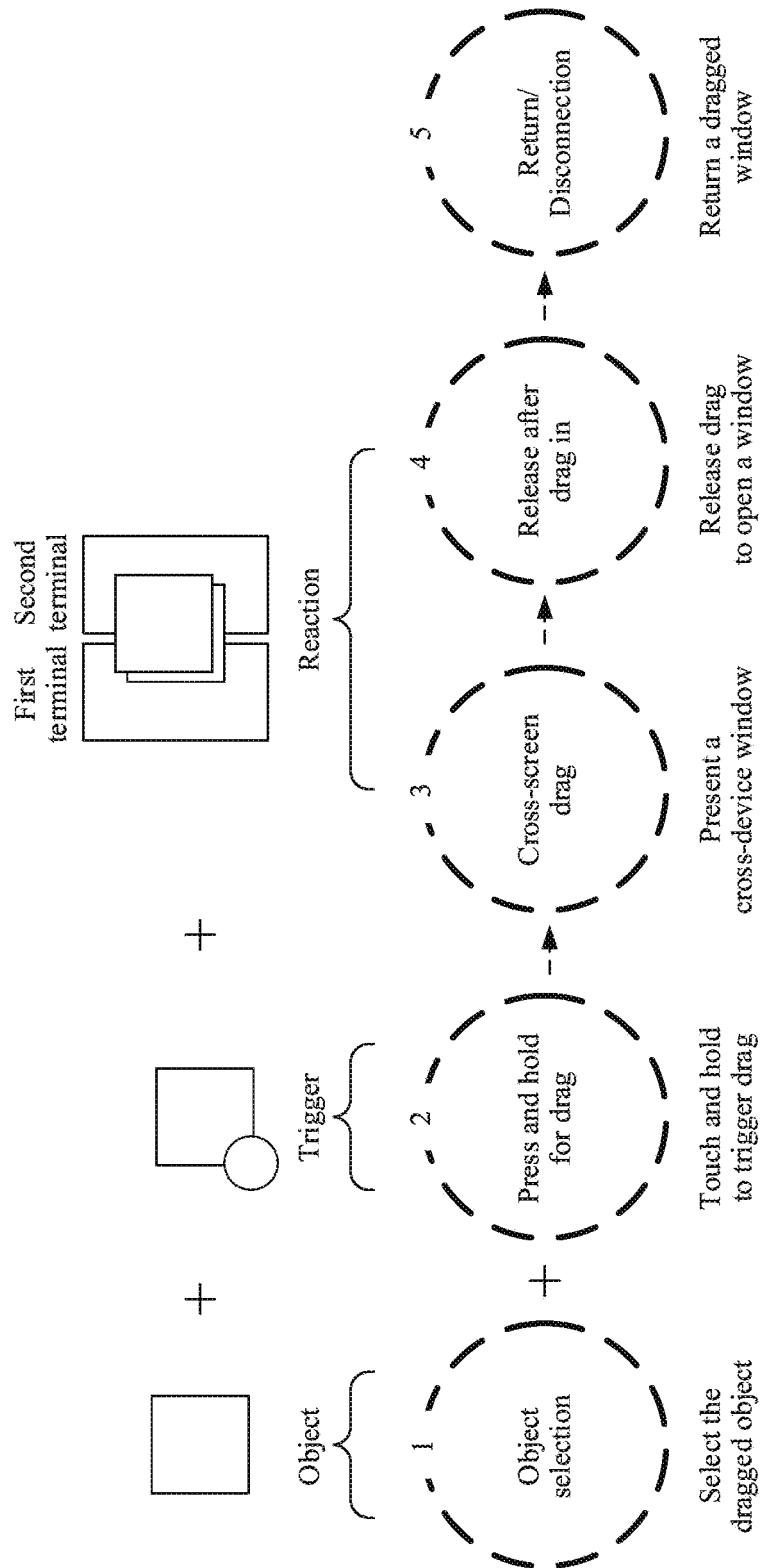 First
terminal
Second
terminal
+
+
Object
Trigger
Reaction
1
Object
selection
+
2
Press and hold
for drag
3
Cross-screen
drag
4
Release after
drag in
5
Return/
Disconnection
Select the
dragged object
Touch and hold
to trigger drag
Present a
cross-device window
Release drag
to open a window
Return a dragged
window